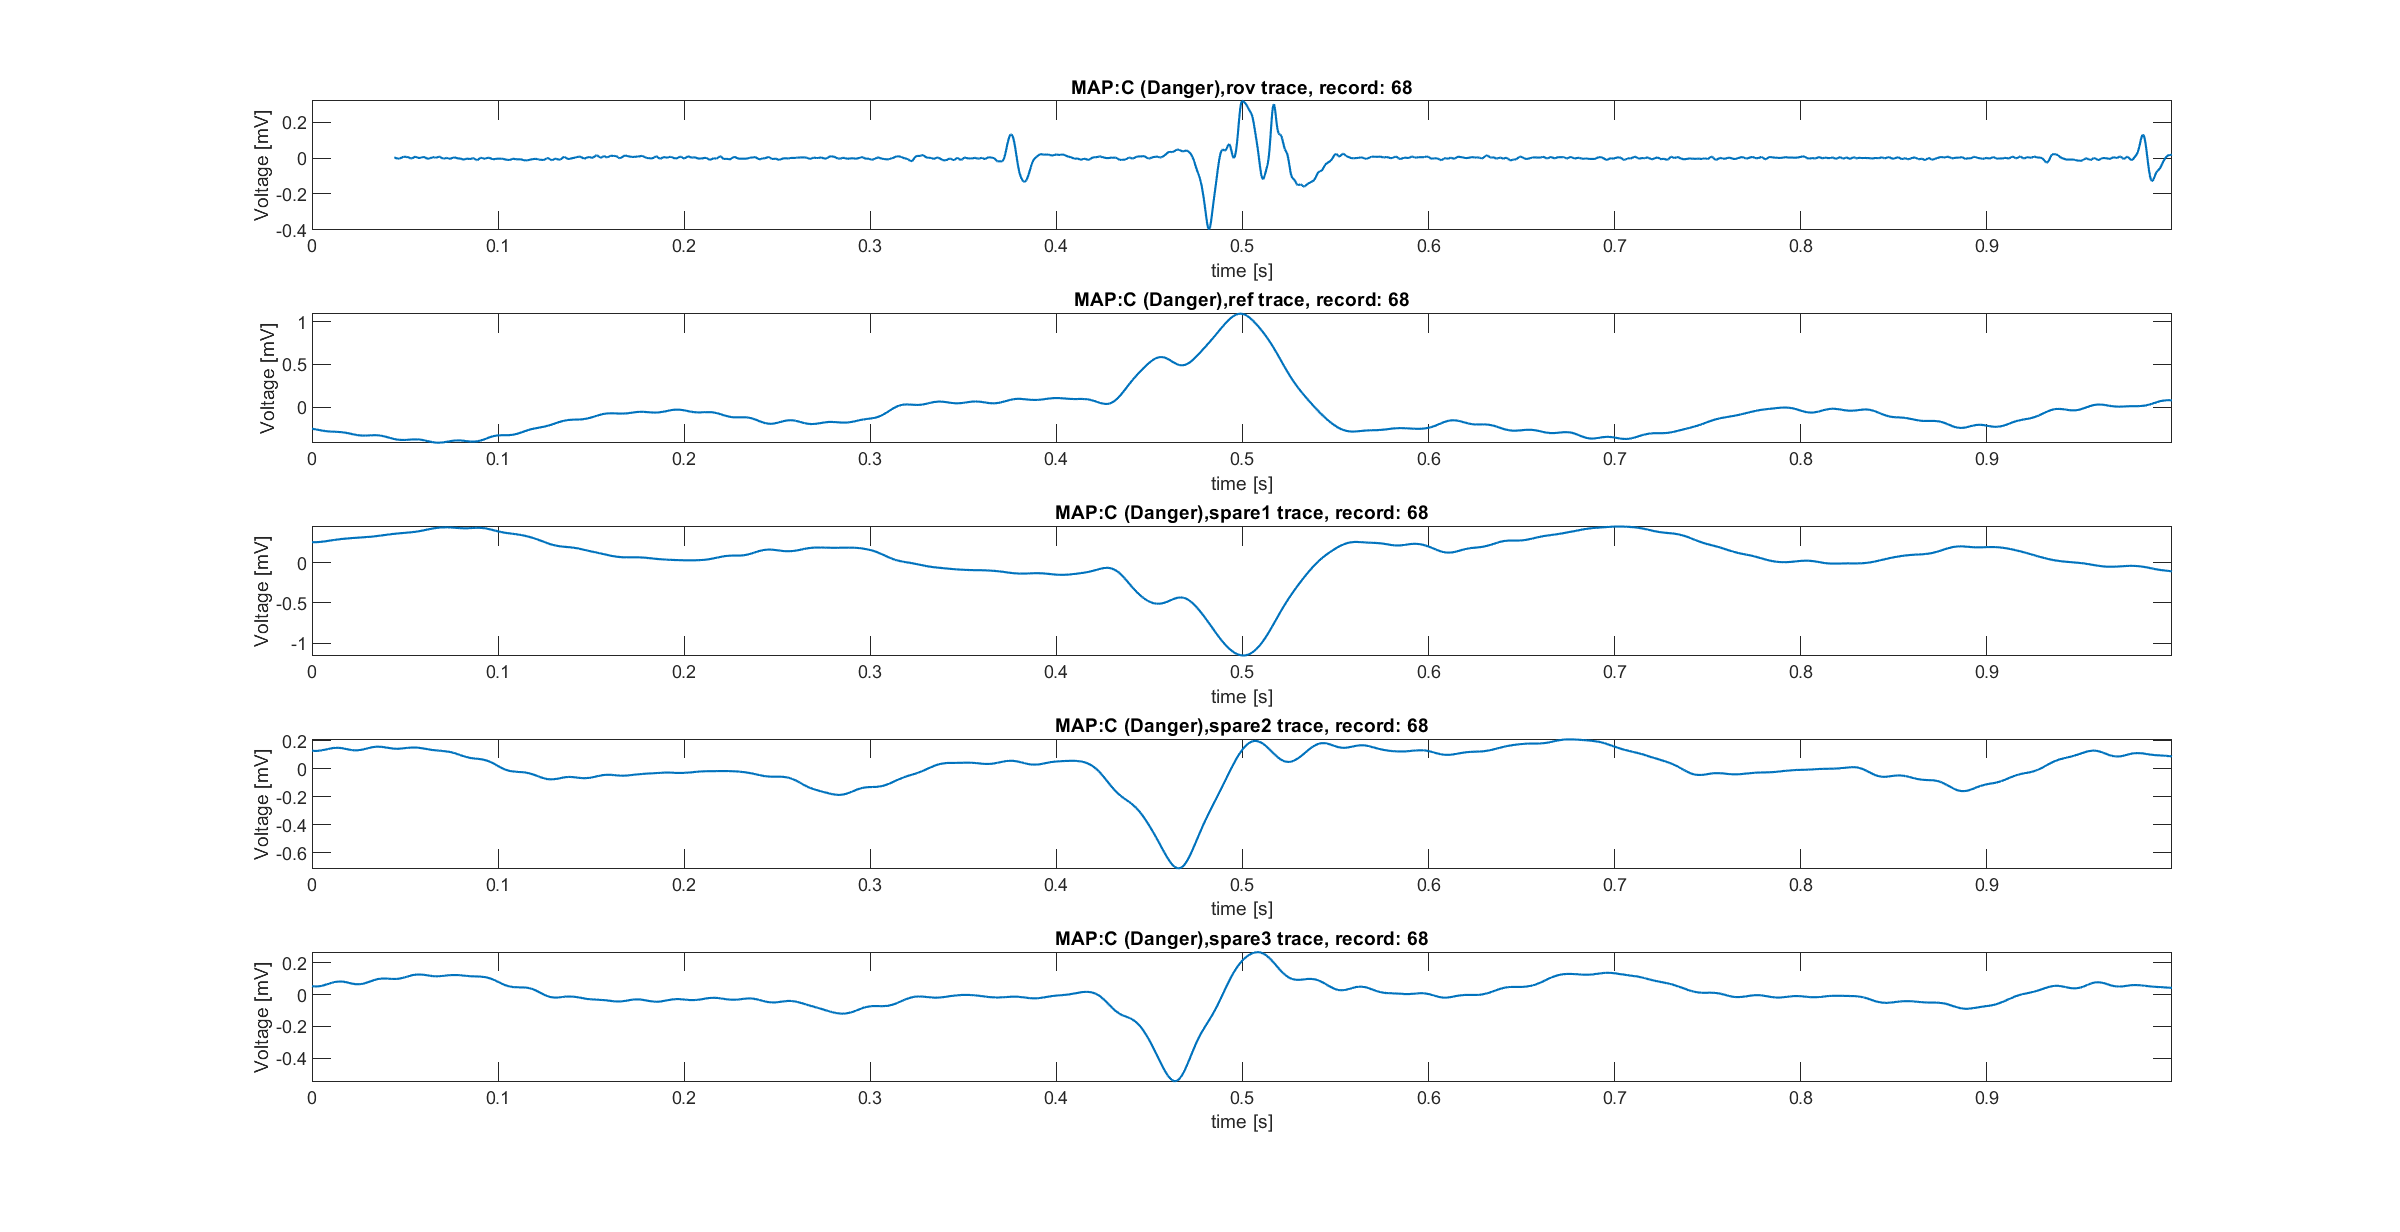 MAP:C (Danger),rov trace, record: 68
Voltage [mV]
0.2
0
-0.2
-0.4
0 0.1 0.2 0.3 0.4 0.5 0.6 0.7 0.8 0.9
time [s]
MAP:C (Danger),ref trace, record: 68
Voltage [mV]
1
0.5
0
0 0.1 0.2 0.3 0.4 0.5 0.6 0.7 0.8 0.9
time [s]
MAP:C (Danger),spare1 trace, record: 68
Voltage [mV]
0
-0.5
-1
0 0.1 0.2 0.3 0.4 0.5 0.6 0.7 0.8 0.9
time [s]
MAP:C (Danger),spare2 trace, record: 68
Voltage [mV]
0.2
0
-0.2
-0.4
-0.6
0 0.1 0.2 0.3 0.4 0.5 0.6 0.7 0.8 0.9
time [s]
MAP:C (Danger),spare3 trace, record: 68
Voltage [mV]
0.2
0
-0.2
-0.4
0 0.1 0.2 0.3 0.4 0.5 0.6 0.7 0.8 0.9
time [s]